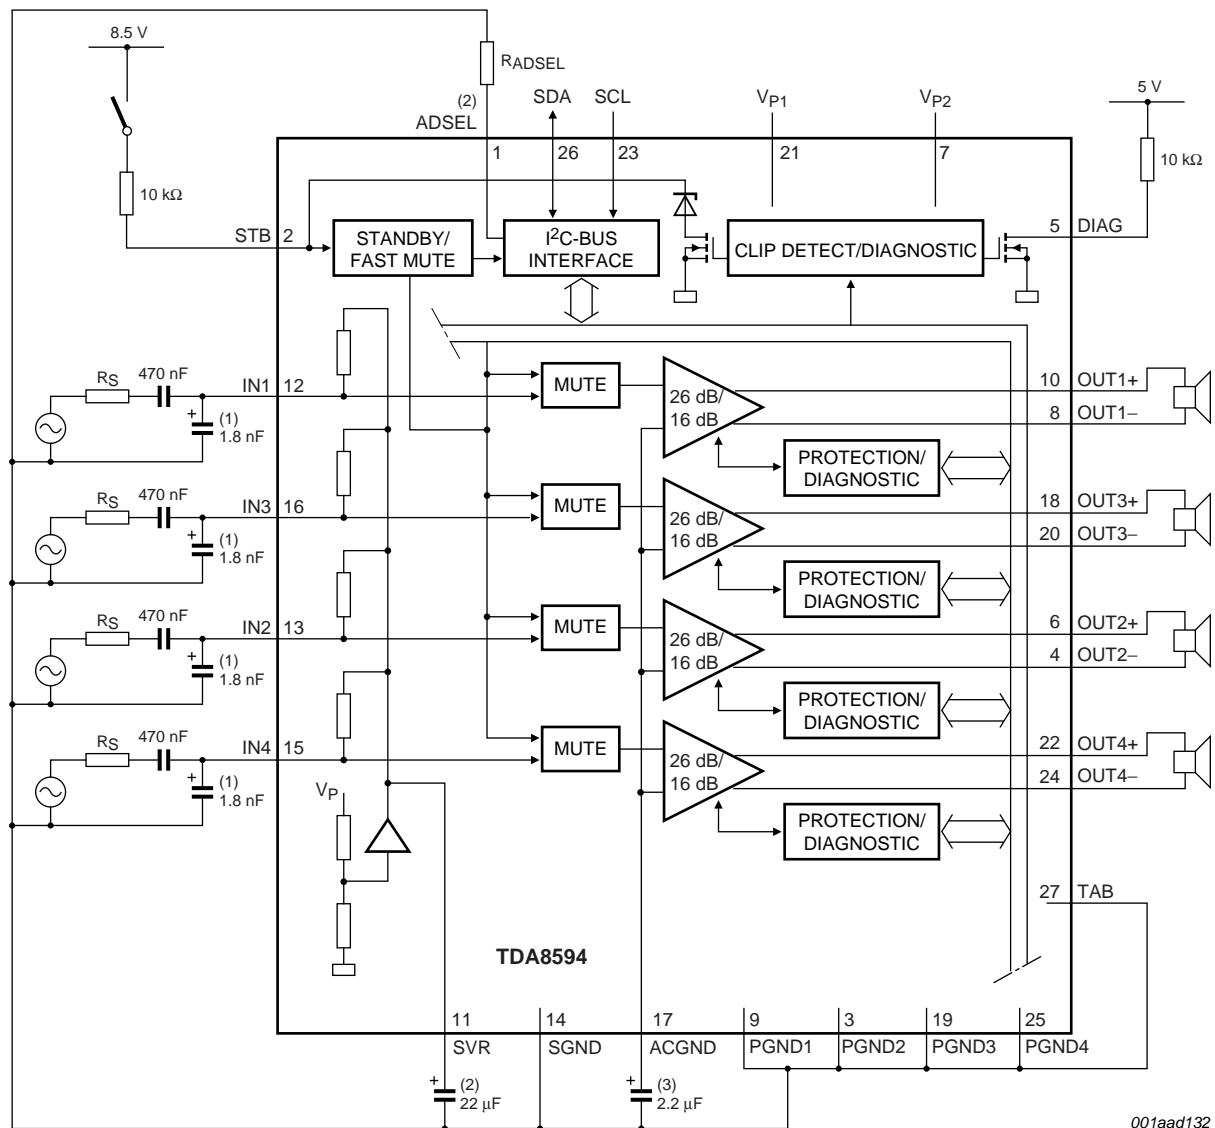 8.5 V
RADSEL
(2)
ADSEL
SDA
SCL
VP1
VP2
5 V
1
26
23
21
7
10 kΩ
10 kΩ
STB
2
STANDBY/
FAST MUTE
I2C-BUS
INTERFACE
CLIP DETECT/DIAGNOSTIC
5
DIAG
RS
470 nF
IN1
12
+
(1)
1.8 nF
MUTE
26 dB/
16 dB
10
OUT1+
8
OUT1−
PROTECTION/
DIAGNOSTIC
RS
470 nF
IN3
16
+
(1)
1.8 nF
MUTE
26 dB/
16 dB
18
OUT3+
20
OUT3−
PROTECTION/
DIAGNOSTIC
RS
470 nF
IN2
13
+
(1)
1.8 nF
MUTE
26 dB/
16 dB
6
OUT2+
4
OUT2−
PROTECTION/
DIAGNOSTIC
RS
470 nF
IN4
15
+
(1)
1.8 nF
MUTE
26 dB/
16 dB
22
OUT4+
24
OUT4−
PROTECTION/
DIAGNOSTIC
VP
27
TAB
TDA8594
11
14
17
9
3
19
25
SVR
SGND
ACGND
PGND1
PGND2
PGND3
PGND4
+
(2)
22 μF
+
(3)
2.2 μF
001aad132